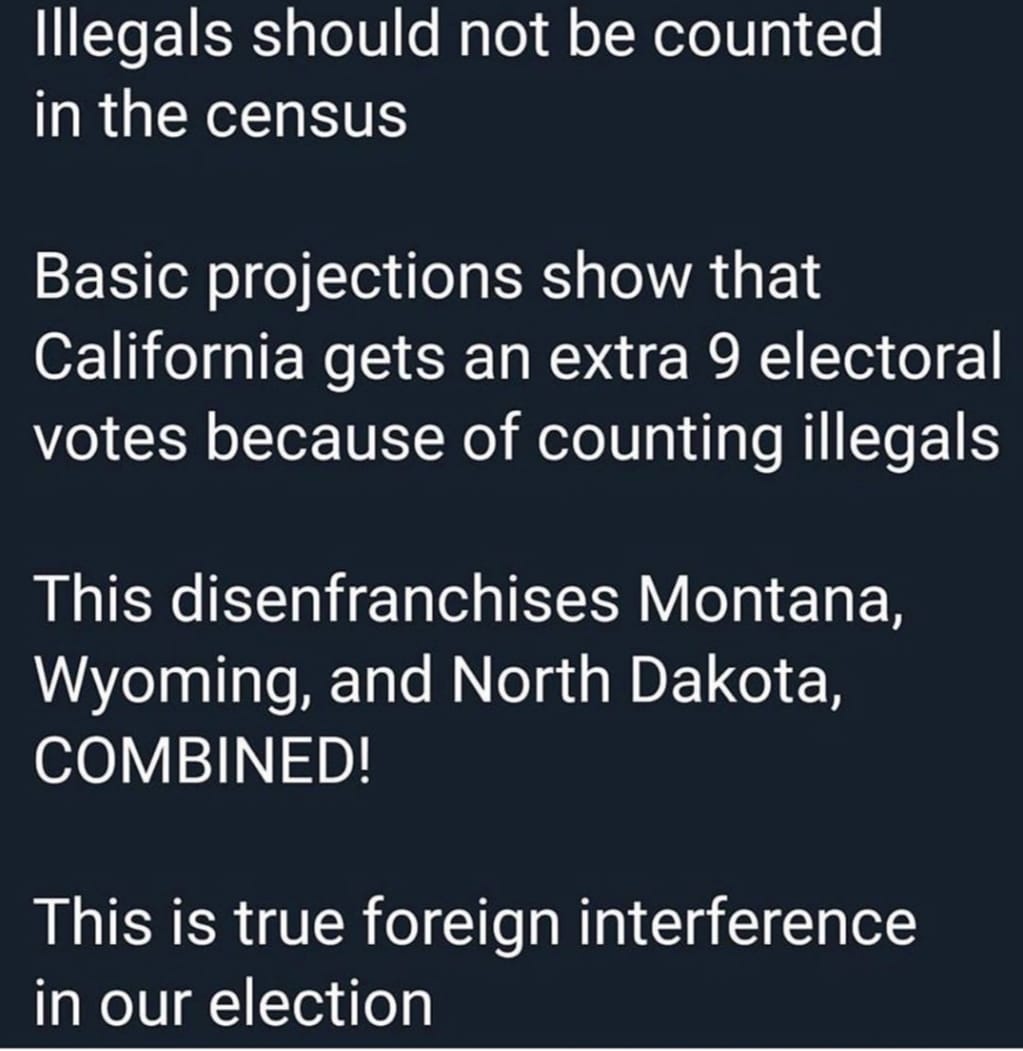 Illegals should not be counted
in the census
Basic projections show that
California gets an extra 9 electoral
votes because of counting illegals
This disenfranchises Montana,
Wyoming, and North Dakota,
COMBINED!
This is true foreign interference
in our election